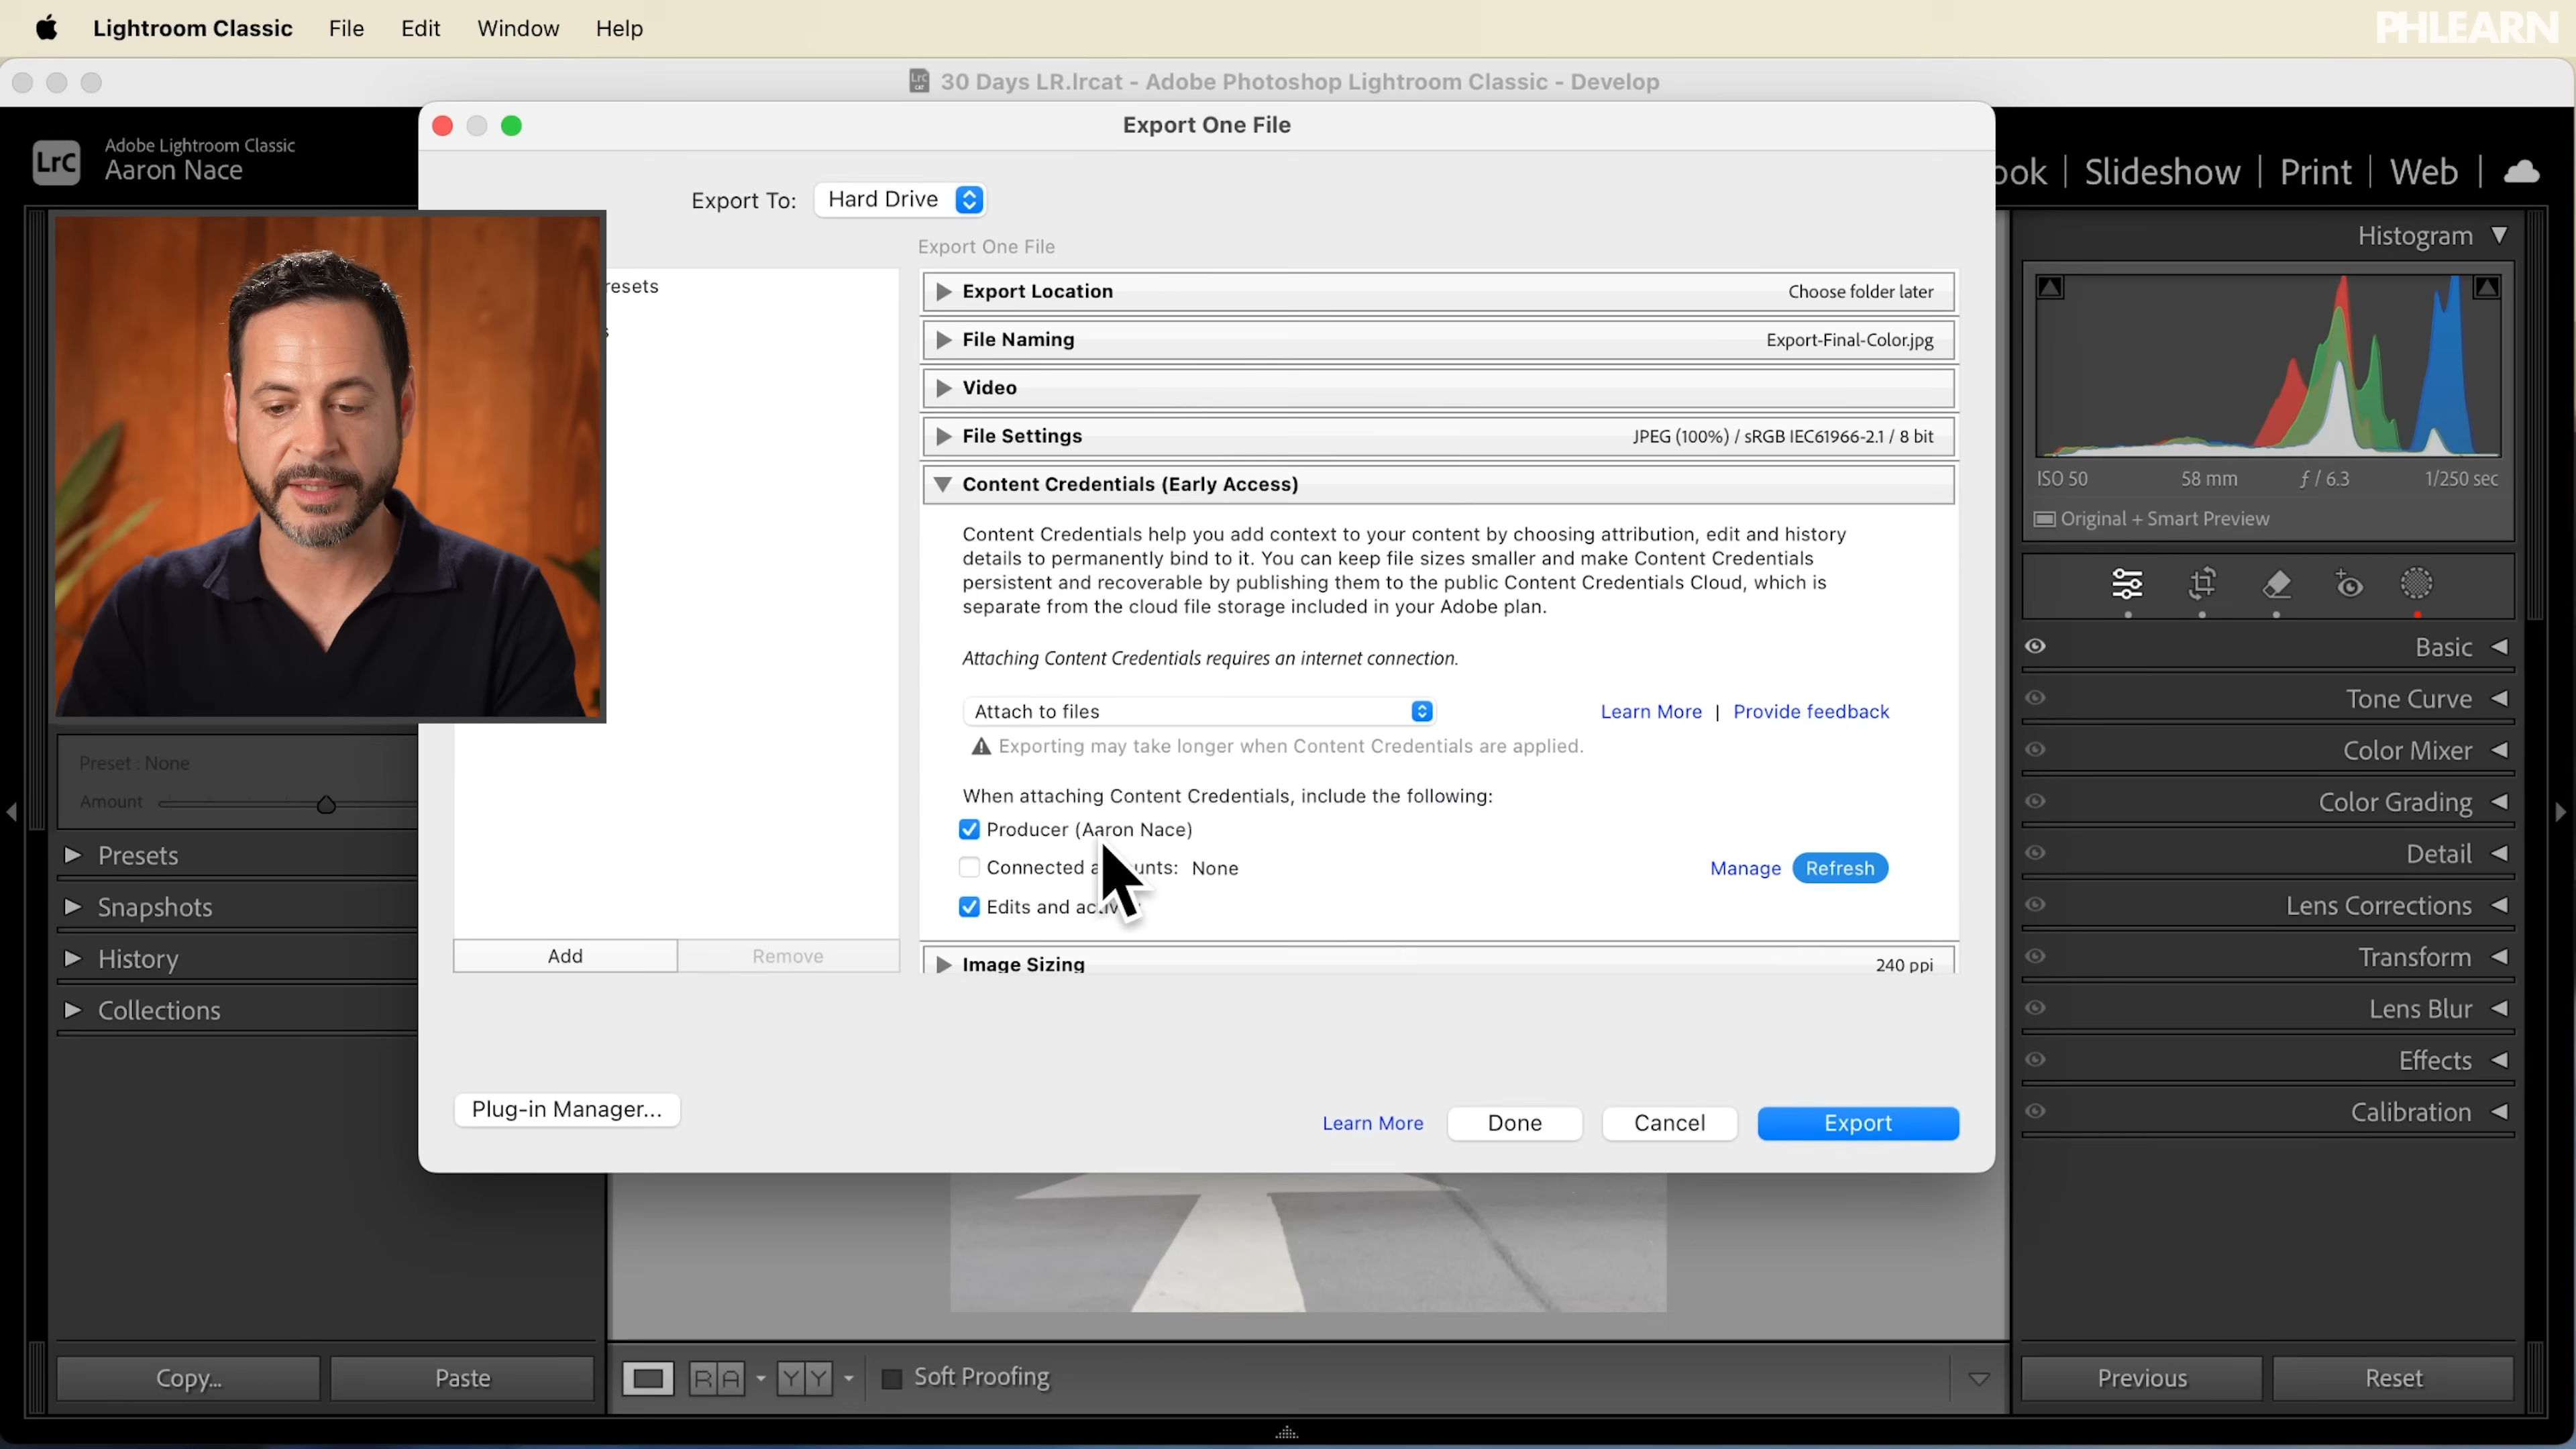 Lightroom Classic File Edit Window Help
PHLEARN
30 Days LR.lrcat - Adobe Photoshop Lightroom Classic - Develop
Export One File
LrC
Adobe Lightroom Classic
Aaron Nace
ook | Slideshow | Print | Web |
Export To: Hard Drive
Export One File
resets
Export Location Choose folder later
File Naming Export-Final-Color.jpg
Video
File Settings JPEG (100%) / sRGB IEC61966-2.1 / 8 bit
Content Credentials (Early Access)
Content Credentials help you add context to your content by choosing attribution, edit and history
details to permanently bind to it. You can keep file sizes smaller and make Content Credentials
persistent and recoverable by publishing them to the public Content Credentials Cloud, which is
separate from the cloud file storage included in your Adobe plan.
Attaching Content Credentials requires an internet connection.
Attach to files Learn More | Provide feedback
Exporting may take longer when Content Credentials are applied.
When attaching Content Credentials, include the following:
Producer (Aaron Nace)
Connected a unts: None Manage Refresh
Edits and
Image Sizing 240 ppi
Add Remove
Plug-in Manager...
Learn More Done Cancel Export
Preset : None
Amount
Presets
Snapshots
History
Collections
Copy... Paste
RA YY Soft Proofing
Histogram
ISO 50 58 mm ƒ / 6.3 1/250 sec
Original + Smart Preview
Basic
Tone Curve
Color Mixer
Color Grading
Detail
Lens Corrections
Transform
Lens Blur
Effects
Calibration
Previous Reset